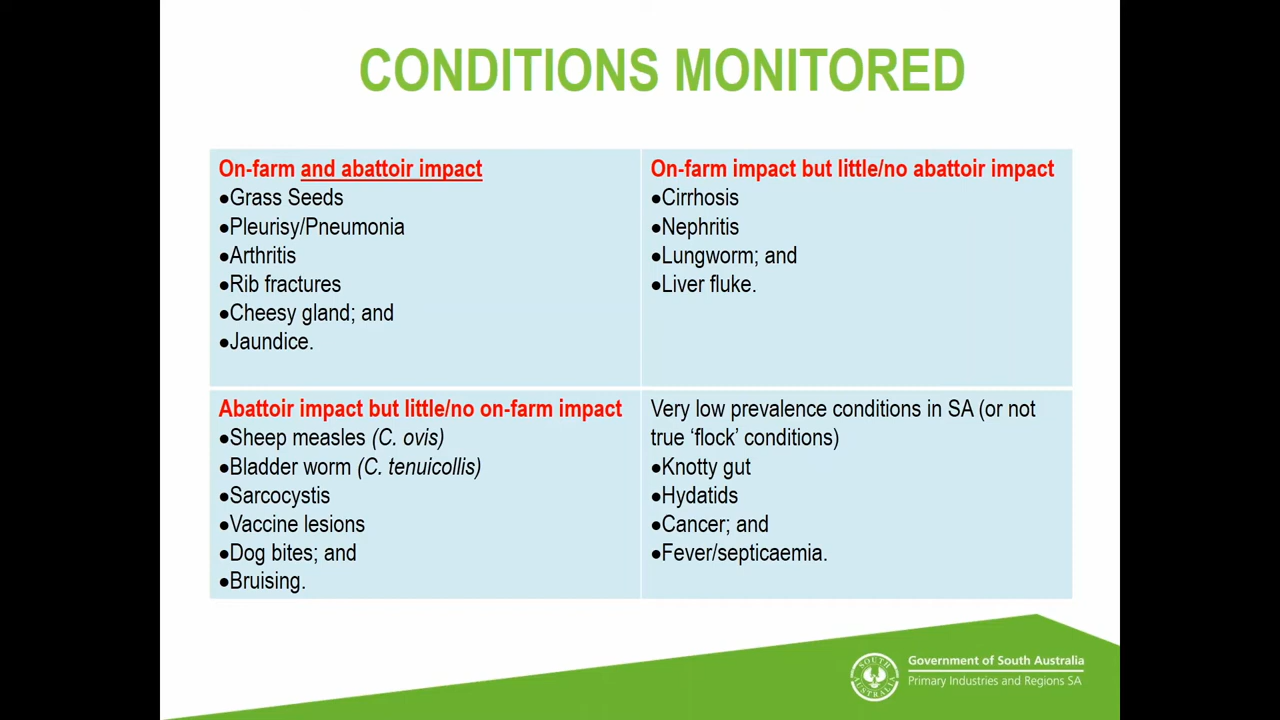 CONDITIONS MONITORED
On-farm and abattoir impact
●Grass Seeds
●Pleurisy/Pneumonia
●Arthritis
●Rib fractures
●Cheesy gland; and
●Jaundice.
On-farm impact but little/no abattoir impact
●Cirrhosis
●Nephritis
●Lungworm; and
●Liver fluke.
Abattoir impact but little/no on-farm impact
●Sheep measles (C. ovis)
●Bladder worm (C. tenuicollis)
●Sarcocystis
●Vaccine lesions
●Dog bites; and
●Bruising.
Very low prevalence conditions in SA (or not
true ‘flock’ conditions)
●Knotty gut
●Hydatids
●Cancer; and
●Fever/septicaemia.
SOUTH AUSTRALIA
Government of South Australia
Primary Industries and Regions SA